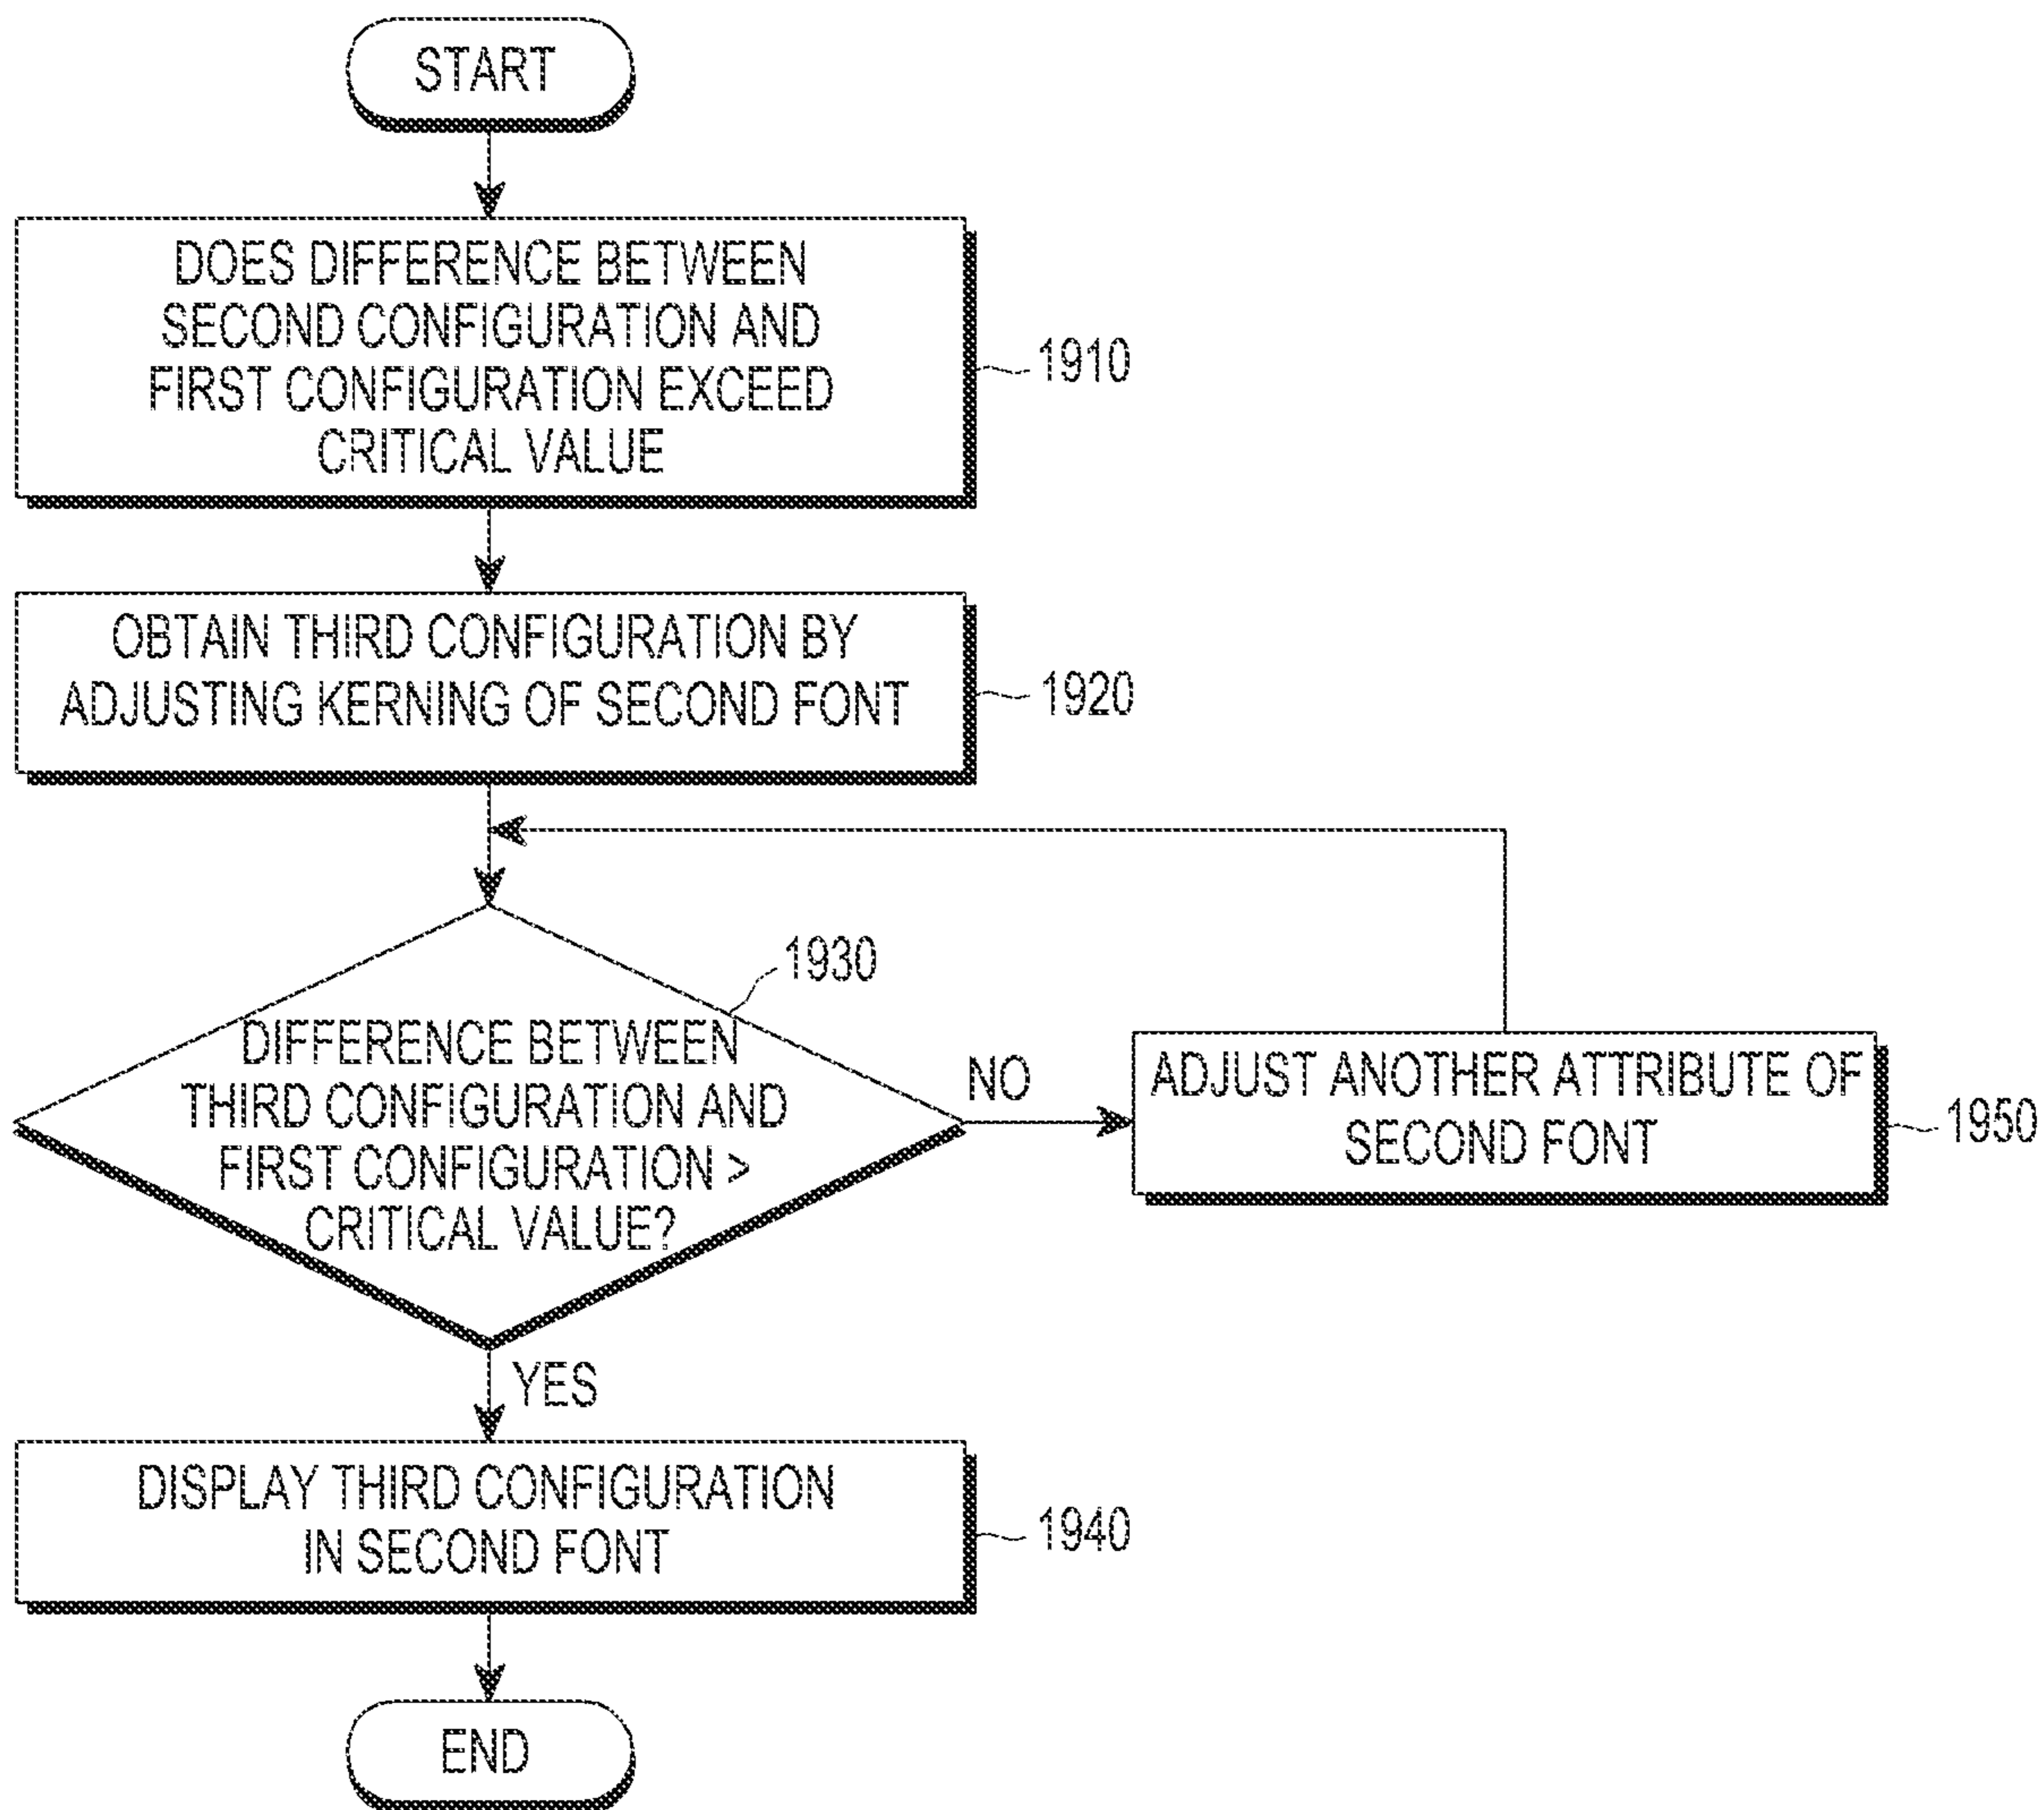 START
DOES DIFFERENCE BETWEEN
SECOND CONFIGURATION AND
FIRST CONFIGURATION EXCEED
CRITICAL VALUE
1910
OBTAIN THIRD CONFIGURATION BY
ADJUSTING KERNING OF SECOND FONT
1920
1930
DIFFERENCE BETWEEN
THIRD CONFIGURATION AND
FIRST CONFIGURATION >
CRITICAL VALUE?
NO
ADJUST ANOTHER ATTRIBUTE OF
SECOND FONT
1950
YES
DISPLAY THIRD CONFIGURATION
IN SECOND FONT
1940
END